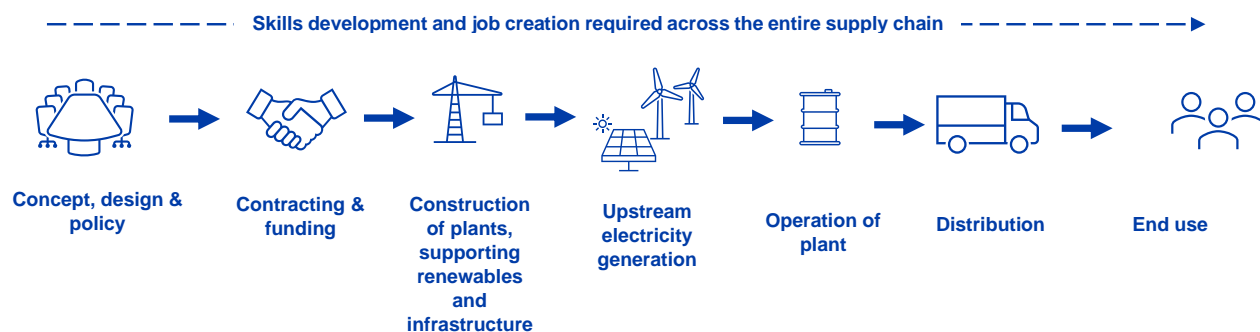 Skills development and job creation required across the entire supply chain
Concept, design &
policy
Contracting &
funding
Construction
of plants,
supporting
renewables
and
infrastructure
Upstream
electricity
generation
Operation of
plant
Distribution
End use